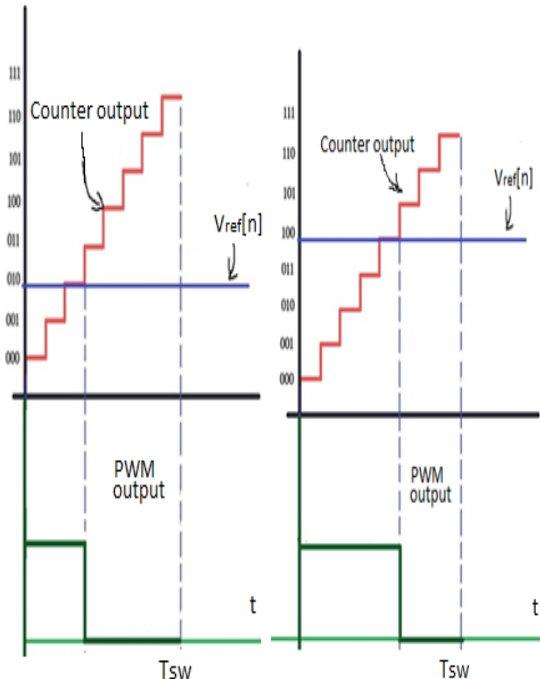 111
110
101
100
011
010
001
000
Counter output
Vref[n]
PWM
output
t
Tsw
111
110
101
100
011
010
001
000
Counter output
Vref[n]
PWM
output
t
Tsw